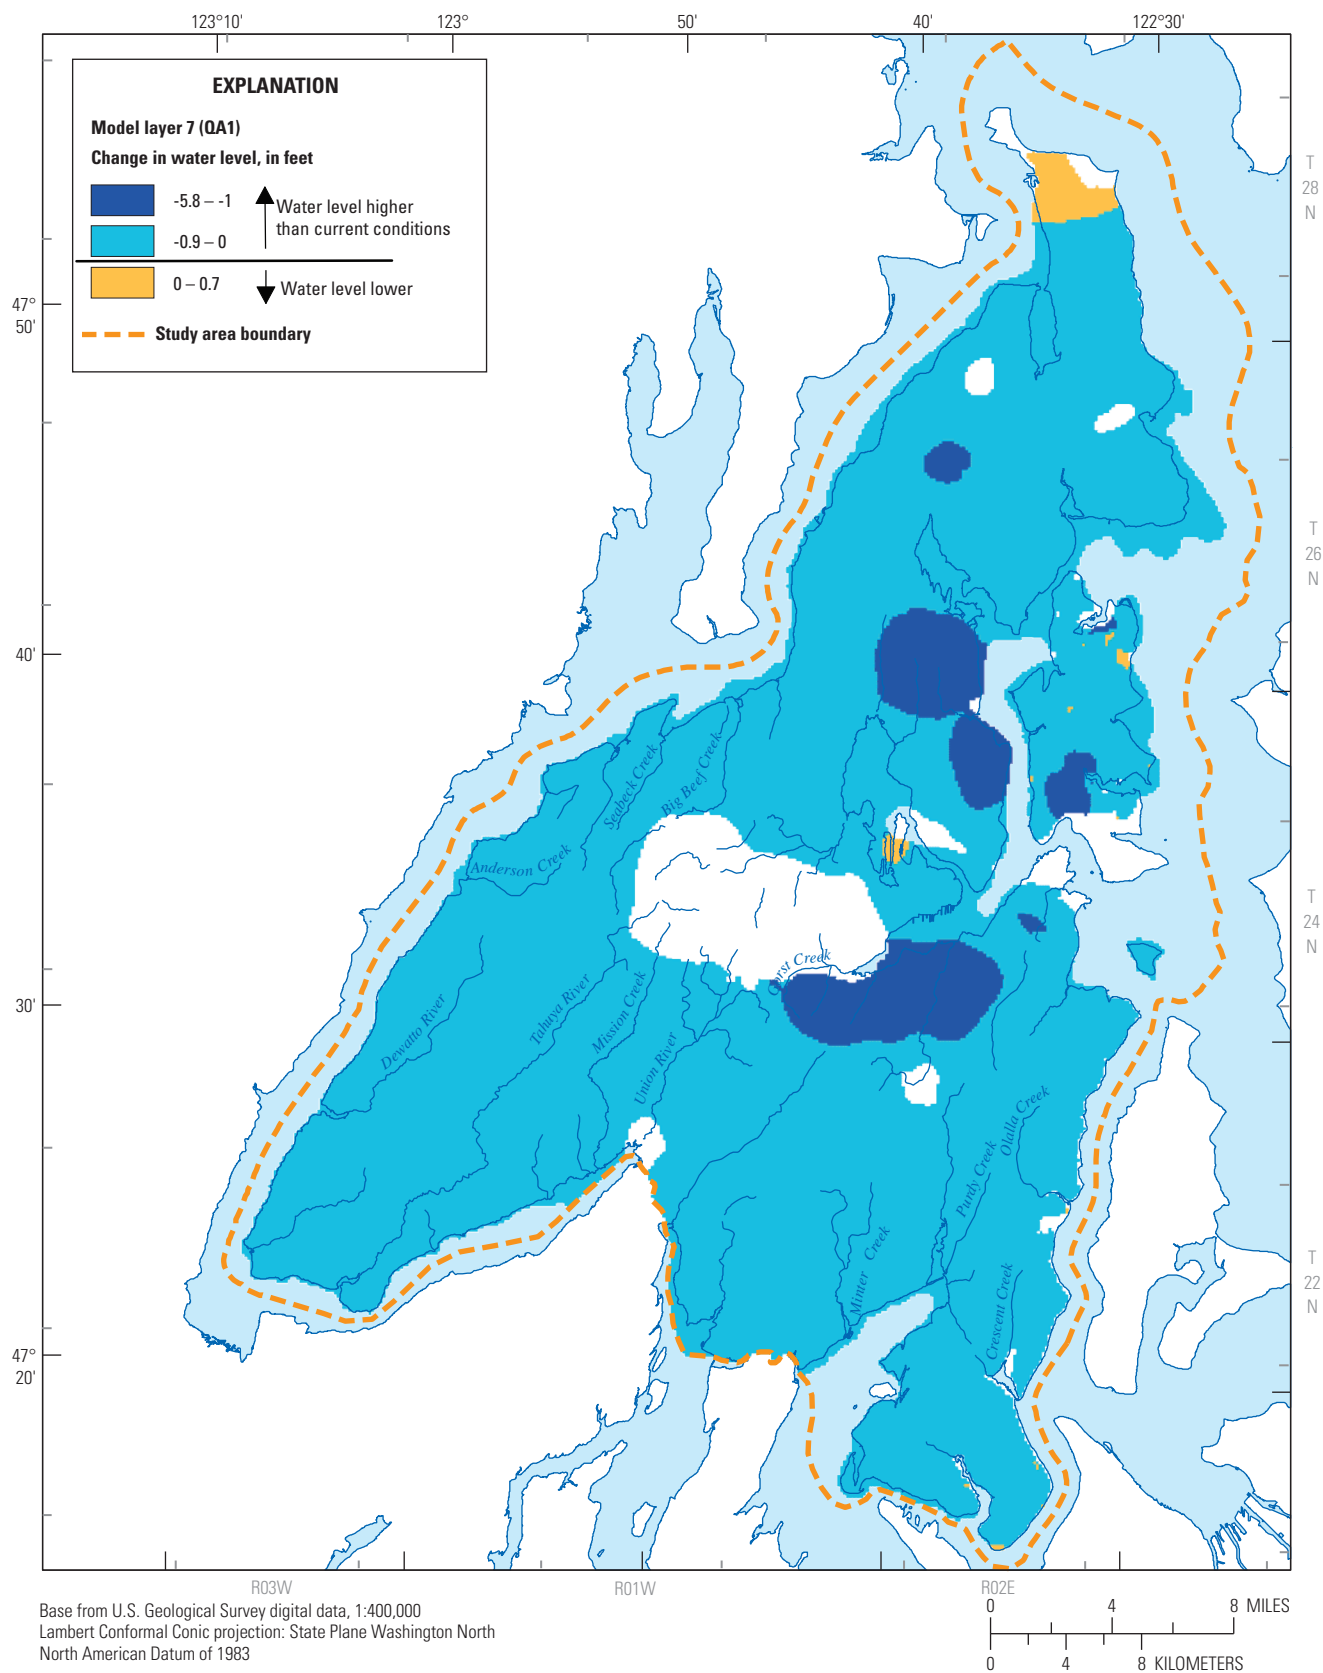 123°10'
123°
50'
40'
122°30'
EXPLANATION
Model layer 7 (QA1)
Change in water level, in feet
-5.8 – -1
Water level higher
than current conditions
-0.9 – 0
0 – 0.7
Water level lower
Study area boundary
T
28
N
47°
50'
T
26
N
40'
Seabeck Creek
Big Beef Creek
Anderson Creek
T
24
N
Gorst Creek
30'
Dewatto River
Tahuya River
Mission Creek
Union River
Olalla Creek
Purdy Creek
Minter Creek
Crescent Creek
T
22
N
47°
20'
R03W
R01W
R02E
Base from U.S. Geological Survey digital data, 1:400,000
Lambert Conformal Conic projection: State Plane Washington North
North American Datum of 1983
0
4
8 MILES
0
4
8 KILOMETERS